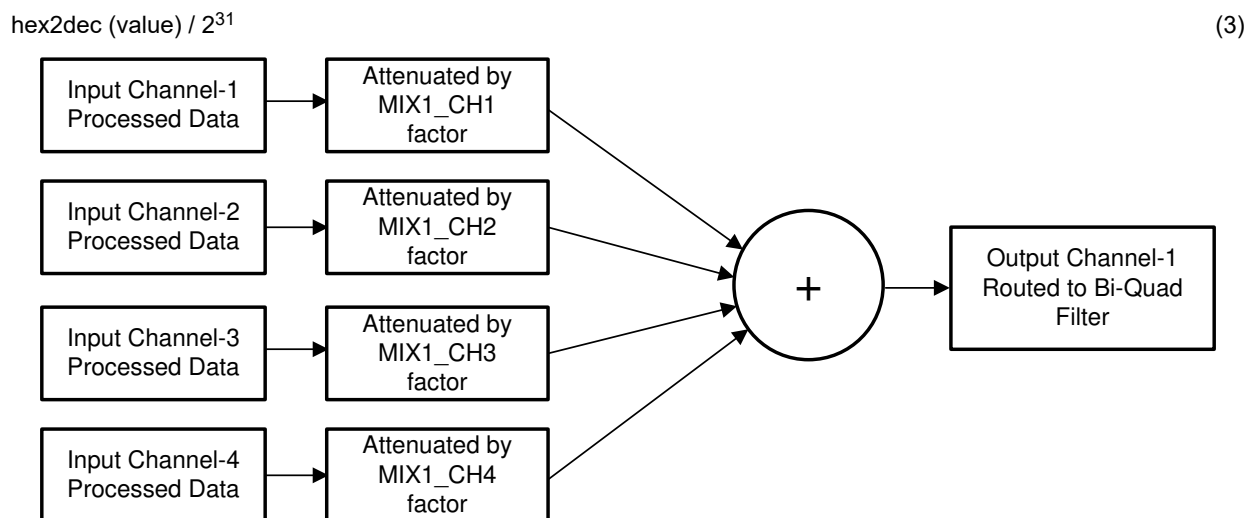 hex2dec (value) / 2³¹ (3)
Input Channel-1
Processed Data
Attenuated by
MIX1_CH1
factor
Input Channel-2
Processed Data
Attenuated by
MIX1_CH2
factor
Input Channel-3
Processed Data
Attenuated by
MIX1_CH3
factor
Input Channel-4
Processed Data
Attenuated by
MIX1_CH4
factor
+
Output Channel-1
Routed to Bi-Quad
Filter